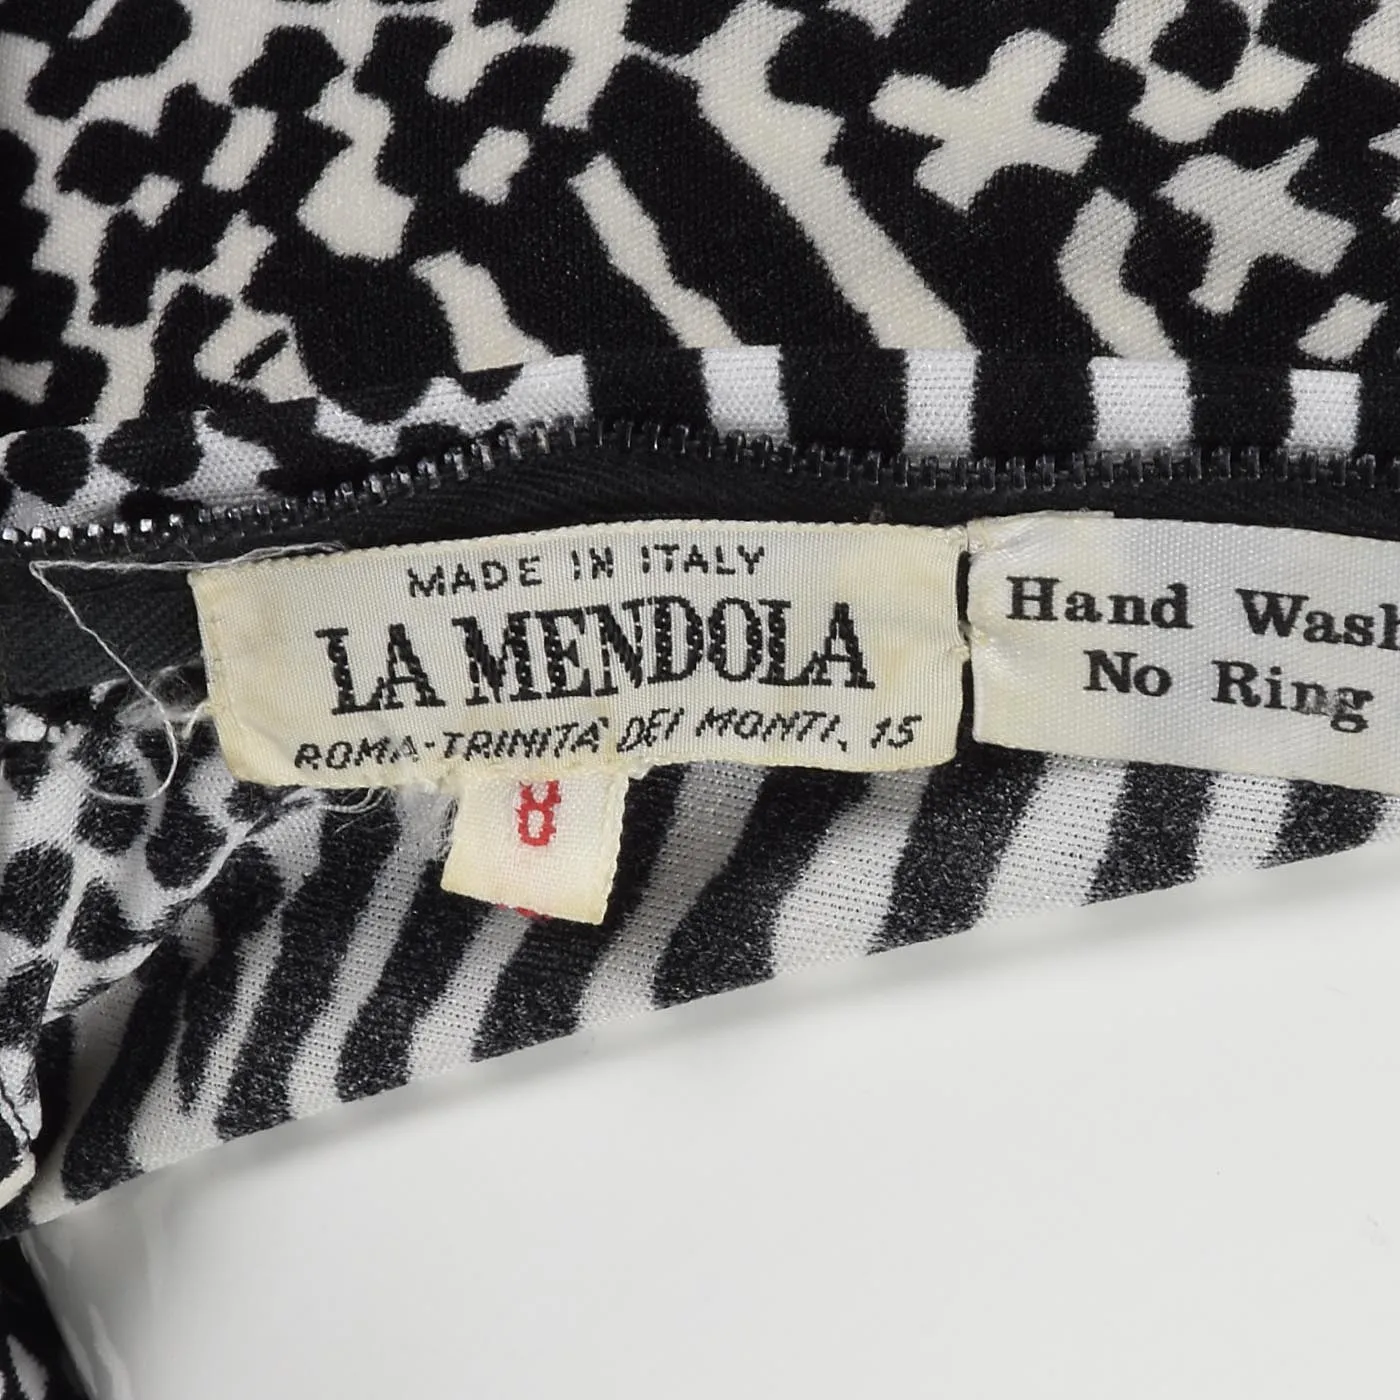 MADE IN ITALY
LA MENDOLA
ROMA-TRINITA' DEI MONTI, 15
8
Hand Wash
No Ring